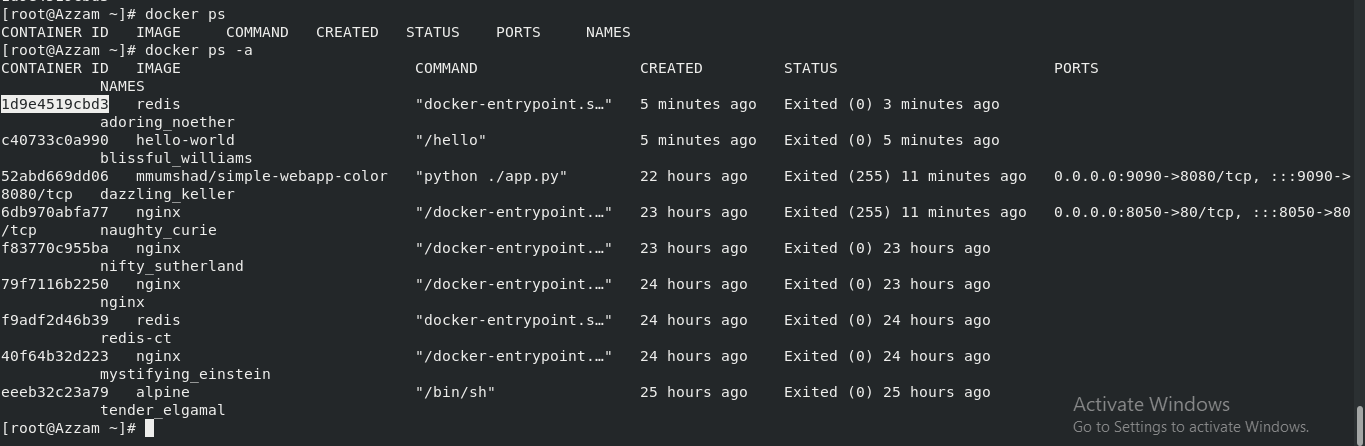 [root@Azzam ~]# docker ps
CONTAINER ID   IMAGE     COMMAND   CREATED   STATUS    PORTS     NAMES
[root@Azzam ~]# docker ps -a
CONTAINER ID   IMAGE                          COMMAND                  CREATED         STATUS                        PORTS
           NAMES
1d9e4519cbd3   redis                          "docker-entrypoint.s…"   5 minutes ago   Exited (0) 3 minutes ago
           adoring_noether
c40733c0a990   hello-world                    "/hello"                 5 minutes ago   Exited (0) 5 minutes ago
           blissful_williams
52abd669dd06   mmumshad/simple-webapp-color   "python ./app.py"        22 hours ago    Exited (255) 11 minutes ago   0.0.0.0:9090->8080/tcp, :::9090->
8080/tcp   dazzling_keller
6db970abfa77   nginx                          "/docker-entrypoint.…"   23 hours ago    Exited (255) 11 minutes ago   0.0.0.0:8050->80/tcp, :::8050->80
/tcp       naughty_curie
f83770c955ba   nginx                          "/docker-entrypoint.…"   23 hours ago    Exited (0) 23 hours ago
           nifty_sutherland
79f7116b2250   nginx                          "/docker-entrypoint.…"   24 hours ago    Exited (0) 23 hours ago
           nginx
f9adf2d46b39   redis                          "docker-entrypoint.s…"   24 hours ago    Exited (0) 24 hours ago
           redis-ct
40f64b32d223   nginx                          "/docker-entrypoint.…"   24 hours ago    Exited (0) 24 hours ago
           mystifying_einstein
eeeb32c23a79   alpine                         "/bin/sh"                25 hours ago    Exited (0) 25 hours ago
           tender_elgamal
[root@Azzam ~]#
Activate Windows
Go to Settings to activate Windows.